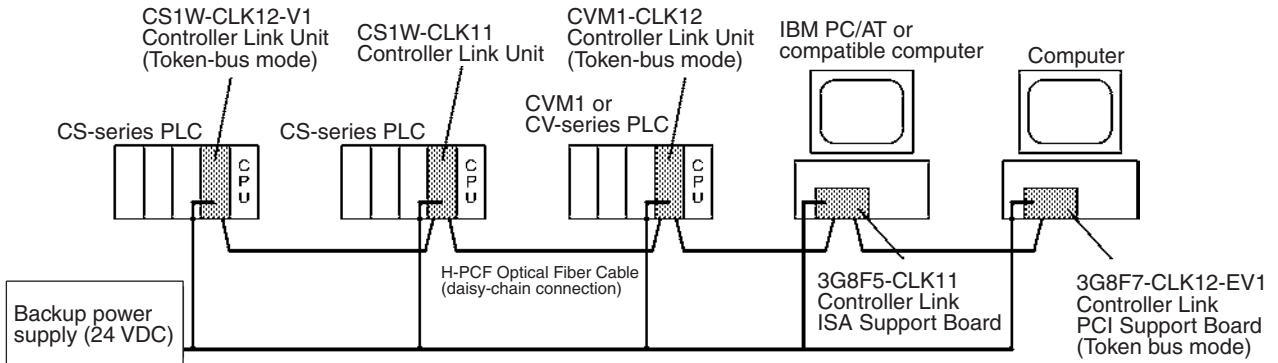 CS1W-CLK12-V1
Controller Link Unit
(Token-bus mode)
CS1W-CLK11
Controller Link Unit
CVM1-CLK12
Controller Link Unit
(Token-bus mode)
IBM PC/AT or
compatible computer
Computer
CS-series PLC
CS-series PLC
CVM1 or
CV-series PLC
CPU
CPU
CPU
H-PCF Optical Fiber Cable
(daisy-chain connection)
3G8F5-CLK11
Controller Link
ISA Support Board
3G8F7-CLK12-EV1
Controller Link
PCI Support Board
(Token bus mode)
Backup power
supply (24 VDC)